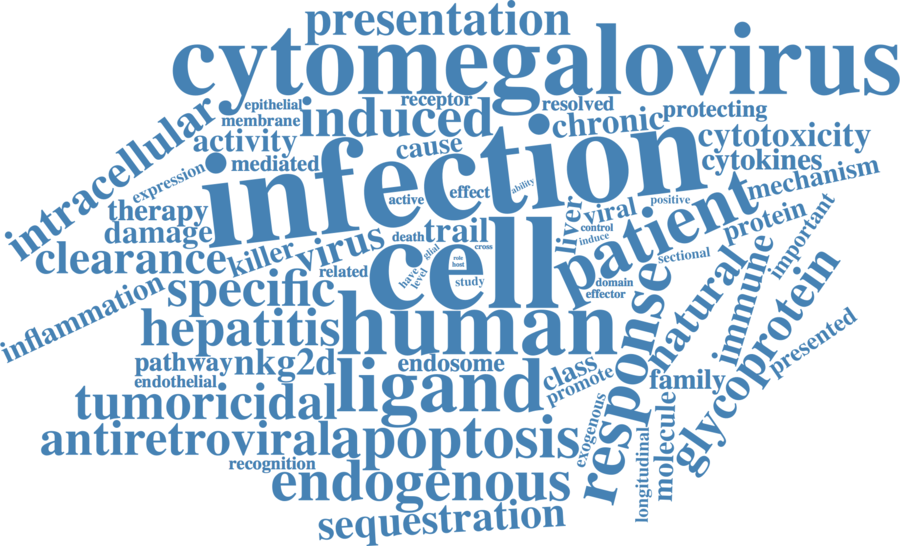 presentation
cytomegalovirus
epithelial
receptor
resolved
membrane
induced
chronic
protecting
intracellular
activity
cause
cytotoxicity
mediated
infection
cytokines
expression
active
effect
ability
positive
mechanism
therapy
damage
killer
virus
death
trail
glial
cross
liver
viral
control
induce
patient
protein
important
clearance
related
have
level
role
host
study
cell
domain
effector
sectional
natural
immune
inflammation
specific
human
response
glycoprotein
hepatitis
presented
pathway
nkg2d
endosome
class
promote
family
endothelial
ligand
tumoricidal
molecule
exogenous
longitudinal
antiretroviral
apoptosis
recognition
endogenous
sequestration